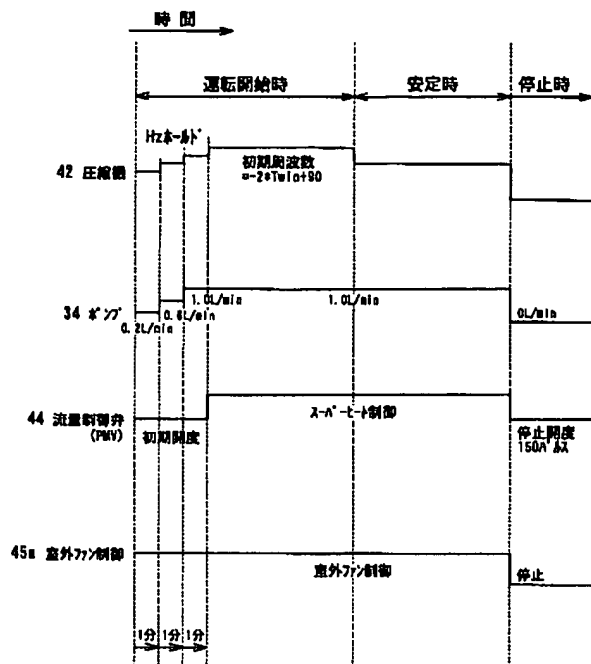 時間
運転開始時
安定時
停止時
Hzホールド
42 圧縮機
初期周波数
=-2*Twio+90
34 ポンプ
0.2L/min
0.6L/min
1.0L/min
1.0L/min
0L/min
44 流量制御弁
(PMV)
初期開度
スーパーヒート制御
停止開度
150パルス
45m 室外ファン制御
室外ファン制御
停止
1分
1分
1分